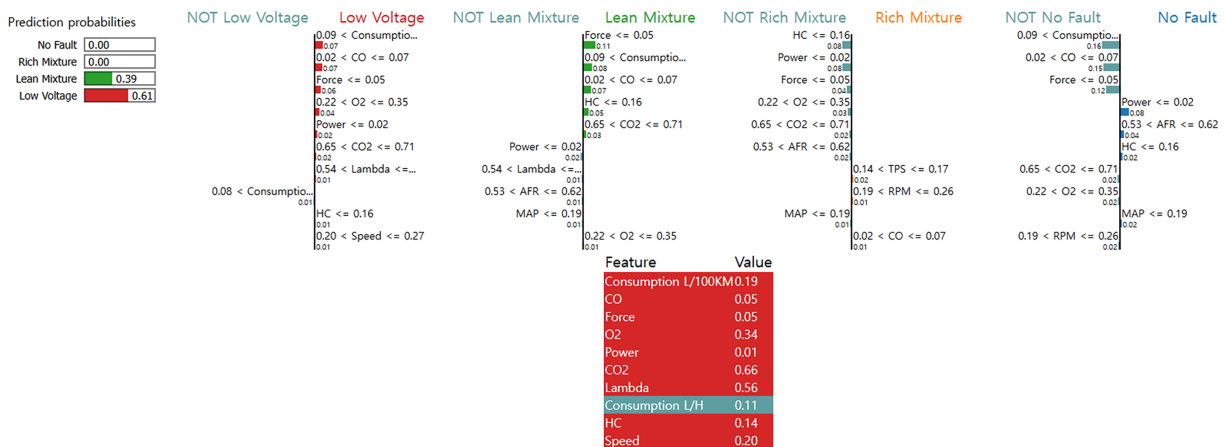 Prediction probabilities
No Fault 0.00
Rich Mixture 0.00
Lean Mixture 0.39
Low Voltage 0.61
NOT Low Voltage Low Voltage
0.09 < Consumptio...
0.07
0.02 < CO <= 0.07
0.07
Force <= 0.05
0.06
0.22 < O2 <= 0.35
0.04
Power <= 0.02
0.02
0.65 < CO2 <= 0.71
0.02
0.54 < Lambda <=...
0.01
0.08 < Consumptio...
0.01
HC <= 0.16
0.01
0.20 < Speed <= 0.27
0.01
NOT Lean Mixture Lean Mixture
Force <= 0.05
0.11
0.09 < Consumptio...
0.08
0.02 < CO <= 0.07
0.07
HC <= 0.16
0.05
0.65 < CO2 <= 0.71
0.03
Power <= 0.02
0.02
0.54 < Lambda <=...
0.01
0.53 < AFR <= 0.62
0.01
MAP <= 0.19
0.01
0.22 < O2 <= 0.35
0.01
NOT Rich Mixture Rich Mixture
HC <= 0.16
0.08
Power <= 0.02
0.08
Force <= 0.05
0.04
0.22 < O2 <= 0.35
0.03
0.65 < CO2 <= 0.71
0.02
0.53 < AFR <= 0.62
0.02
0.14 < TPS <= 0.17
0.02
0.19 < RPM <= 0.26
0.01
MAP <= 0.19
0.01
0.02 < CO <= 0.07
0.01
NOT No Fault No Fault
0.09 < Consumptio...
0.16
0.02 < CO <= 0.07
0.15
Force <= 0.05
0.12
Power <= 0.02
0.08
0.53 < AFR <= 0.62
0.04
HC <= 0.16
0.02
0.65 < CO2 <= 0.71
0.02
0.22 < O2 <= 0.35
0.02
MAP <= 0.19
0.02
0.19 < RPM <= 0.26
0.02
Feature Value
Consumption L/100KM 0.19
CO 0.05
Force 0.05
O2 0.34
Power 0.01
CO2 0.66
Lambda 0.56
Consumption L/H 0.11
HC 0.14
Speed 0.20